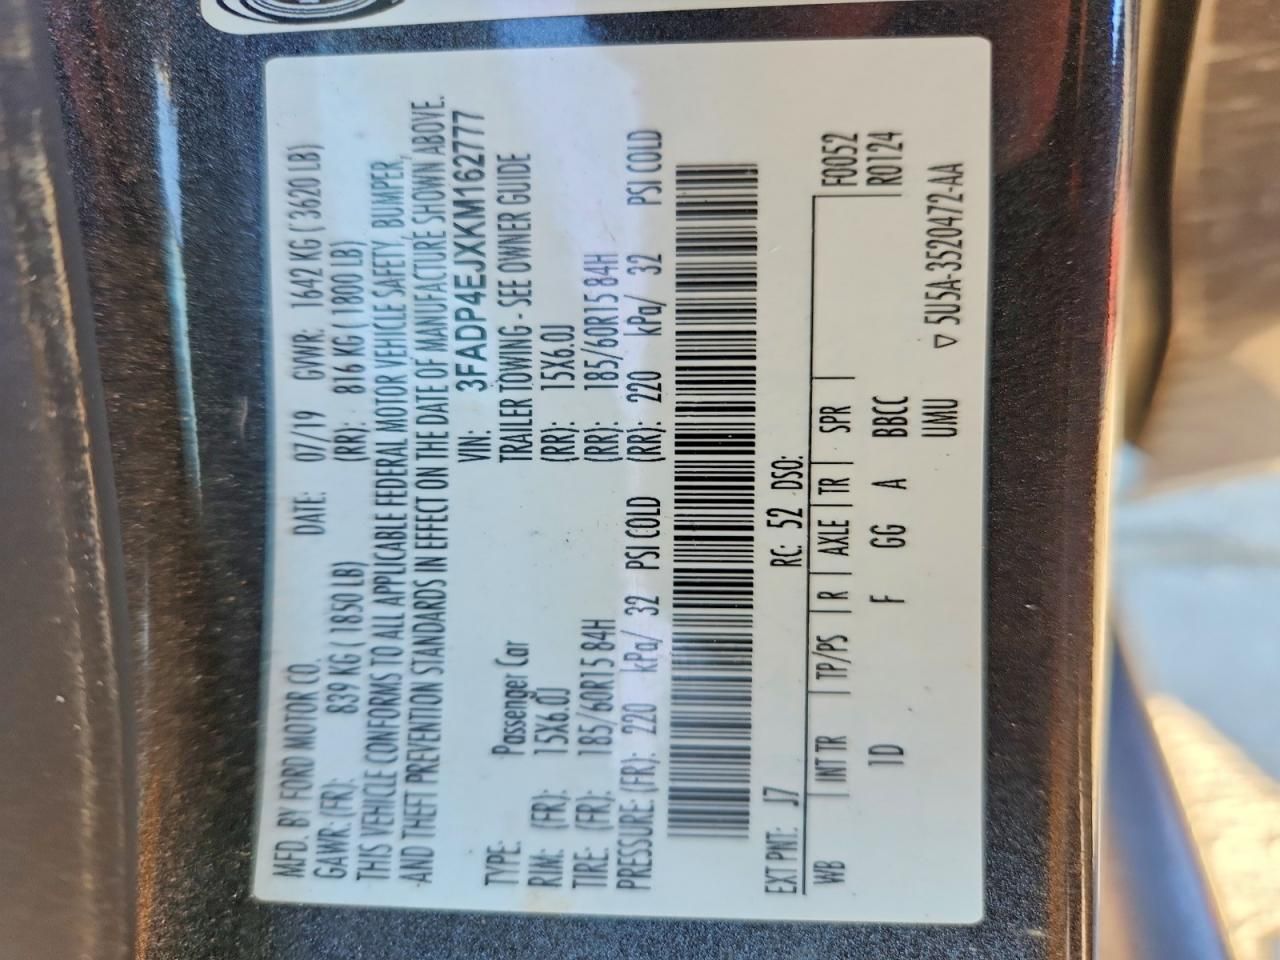 MFD. BY FORD MOTOR CO. DATE: 07/19 GVWR: 1642 KG ( 3620 LB)
GAWR: (FR): 839 KG ( 1850 LB) (RR): 816 KG ( 1800 LB)
THIS VEHICLE CONFORMS TO ALL APPLICABLE FEDERAL MOTOR VEHICLE SAFETY, BUMPER,
AND THEFT PREVENTION STANDARDS IN EFFECT ON THE DATE OF MANUFACTURE SHOWN ABOVE.
VIN: 3FADP4EJXKM162777
TYPE: Passenger Car TRAILER TOWING - SEE OWNER GUIDE
RIM: (FR): 15X6.0J (RR): 15X6.0J
TIRE: (FR): 185/60R15 84H (RR): 185/60R15 84H
PRESSURE: (FR): 220 kPa/ 32 PSI COLD (RR): 220 kPa/ 32 PSI COLD
EXT PNT: J7 RC: 52 DSO:
WB | INT TR | TP/PS | R | AXLE | TR | SPR | F0052
1D F GG A BBCC R0124
UMU ▽ 5U5A-3520472-AA